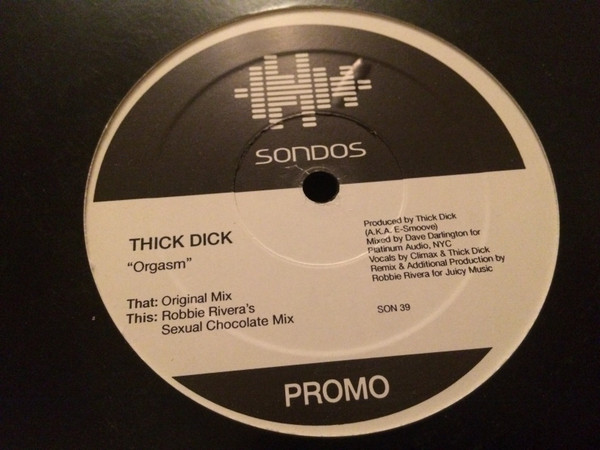 SONDOS
THICK DICK
"Orgasm"
That: Original Mix
This: Robbie Rivera's
Sexual Chocolate Mix
Produced by Thick Dick
(A.K.A. E-Smoove)
Mixed by Dave Darlington for
Platinum Audio, NYC
Vocals by Climax & Thick Dick
Remix & Additional Production by
Robbie Rivera for Juicy Music
SON 39
PROMO